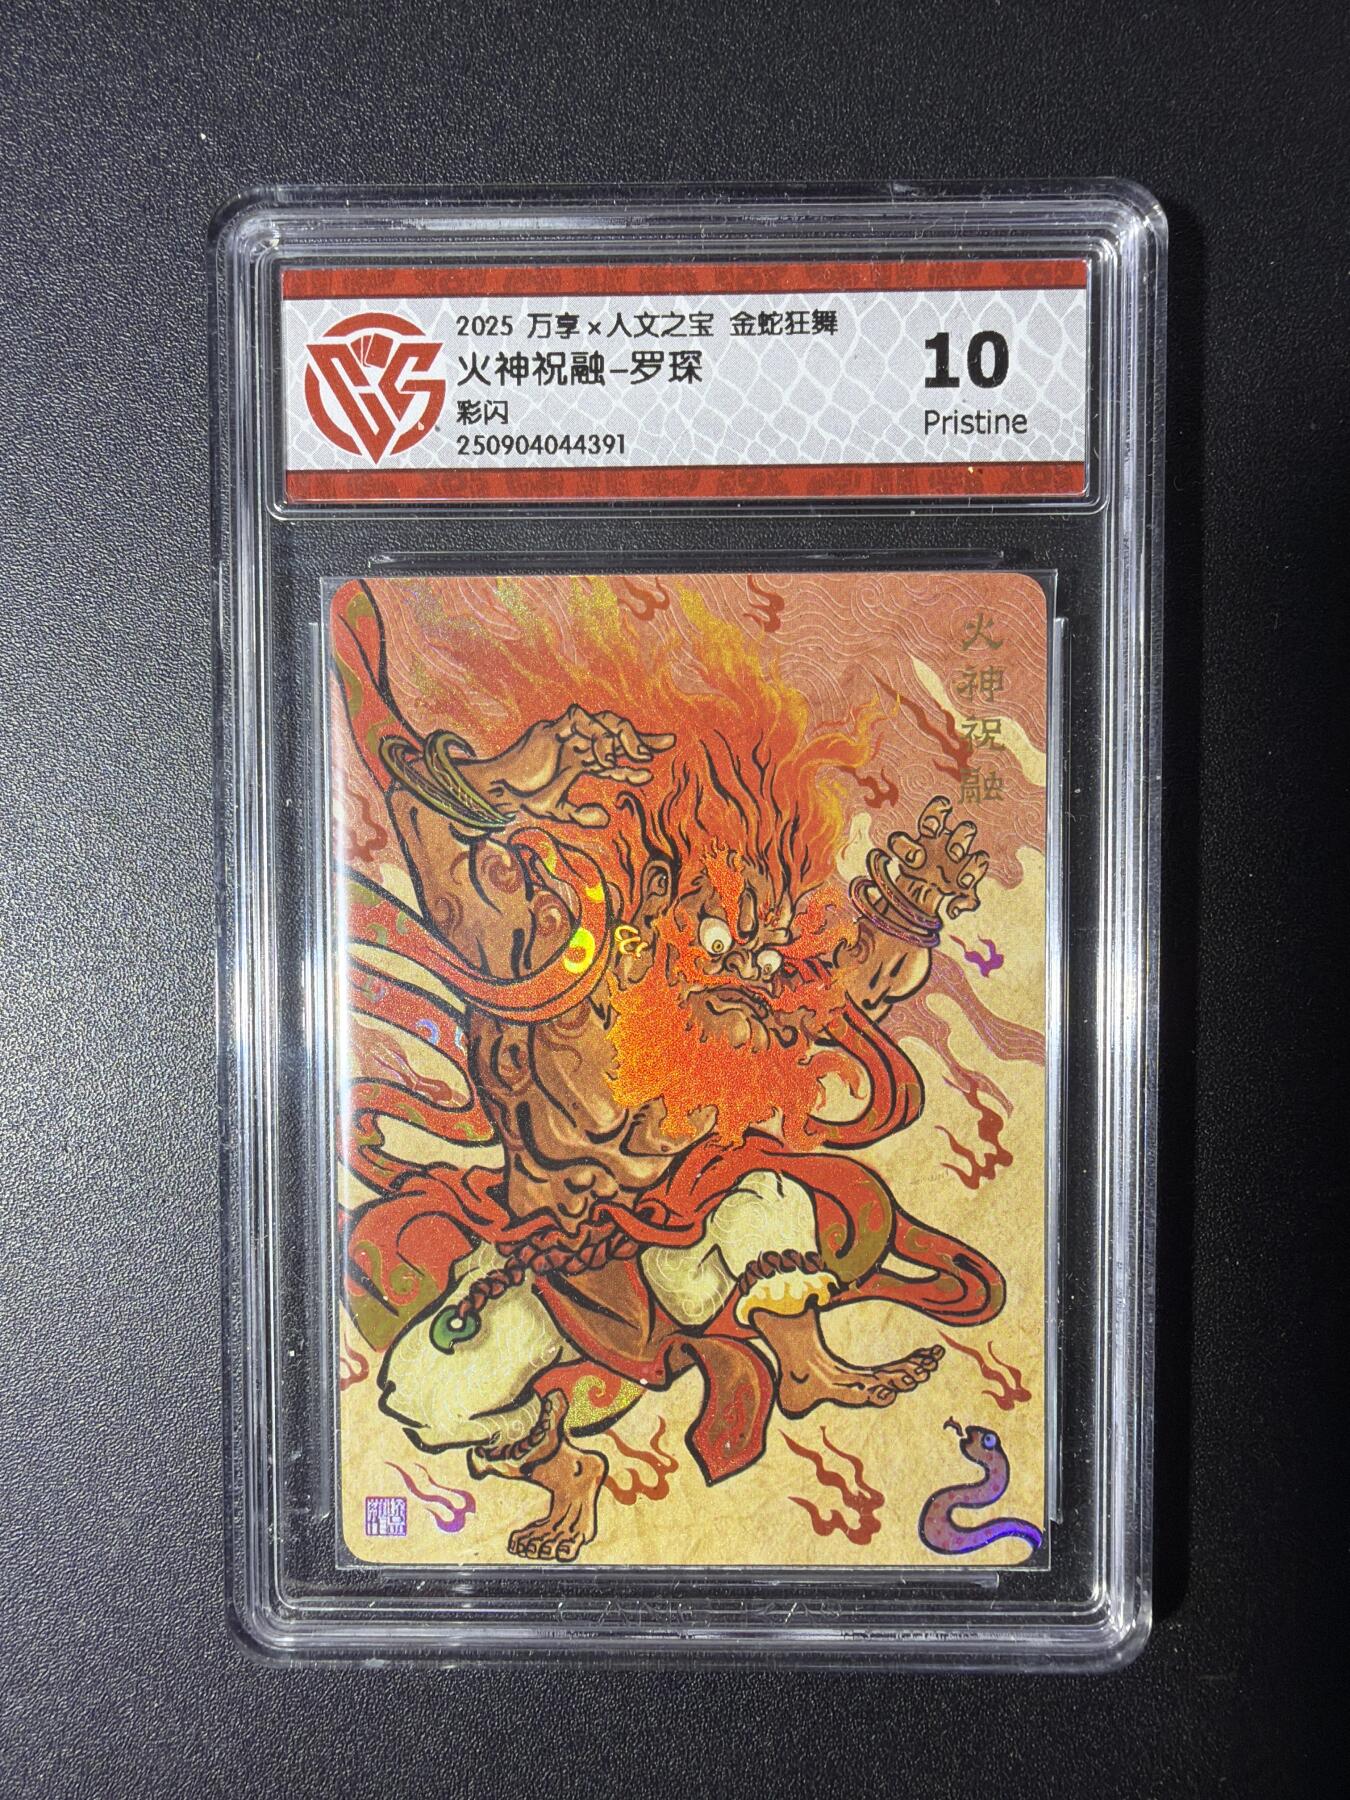 2025 万享×人文之宝 金蛇狂舞
火神祝融-罗琛
彩闪
250904044391
10
Pristine
火神祝融